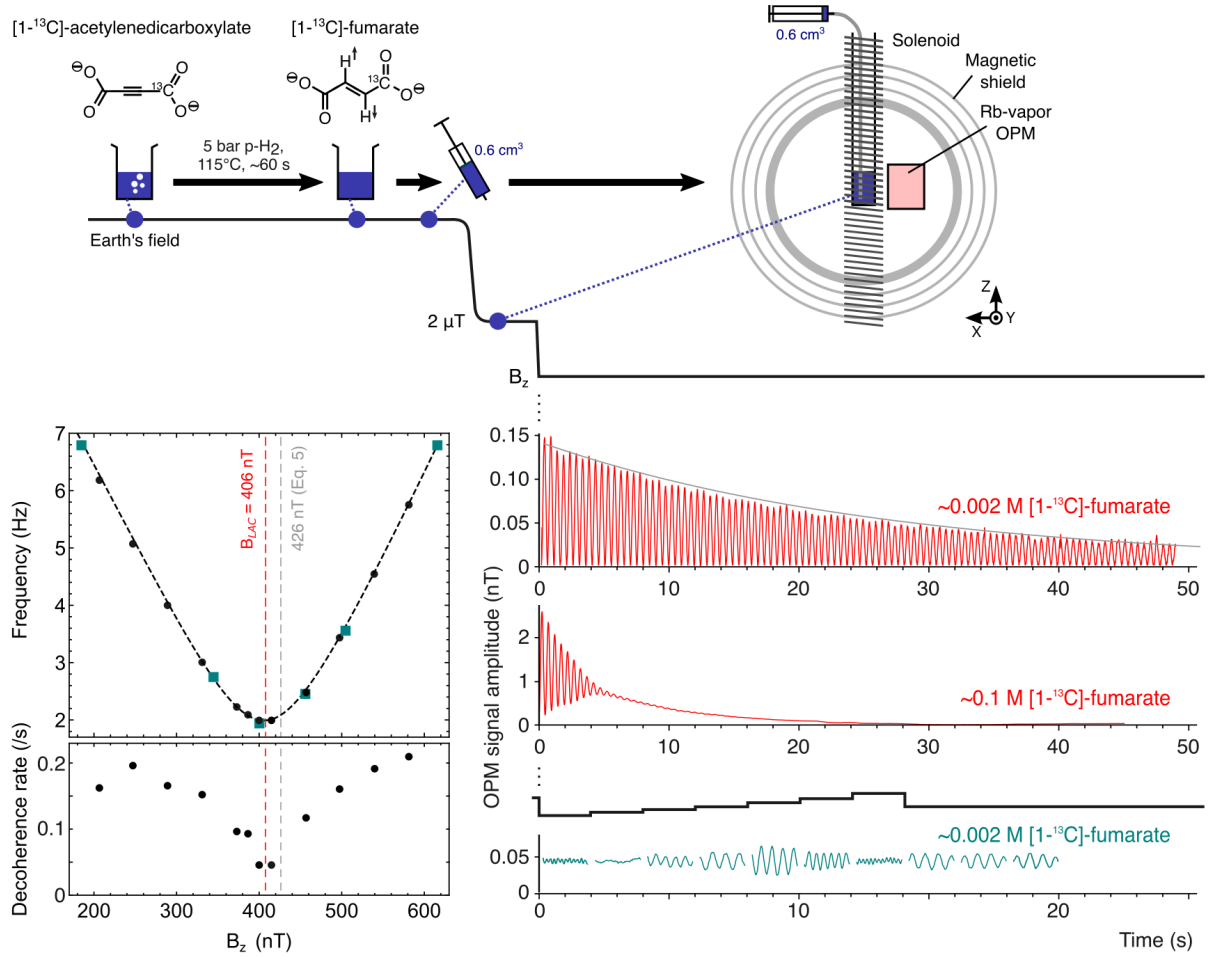 [1-¹³C]-acetylenedicarboxylate
[1-¹³C]-fumarate
⊖O
O
¹³C
O
O⊖
⊖O
O
H
¹³C
O
O⊖
H
5 bar p-H₂,
115°C, ~60 s
0.6 cm³
Earth's field
2 μT
B_z
0.6 cm³
Solenoid
Magnetic
shield
Rb-vapor
OPM
Z
X
Y
Frequency (Hz)
7
6
5
4
3
2
B_LAC = 406 nT
426 nT (Eq. 5)
Decoherence rate (/s)
0.2
0.1
0
200
300
400
500
600
B_z (nT)
OPM signal amplitude (nT)
0.15
0.10
0.05
0
~0.002 M [1-¹³C]-fumarate
0
10
20
30
40
50
2
1
0
~0.1 M [1-¹³C]-fumarate
0
10
20
30
40
50
~0.002 M [1-¹³C]-fumarate
0.05
0
0
10
20
Time (s)